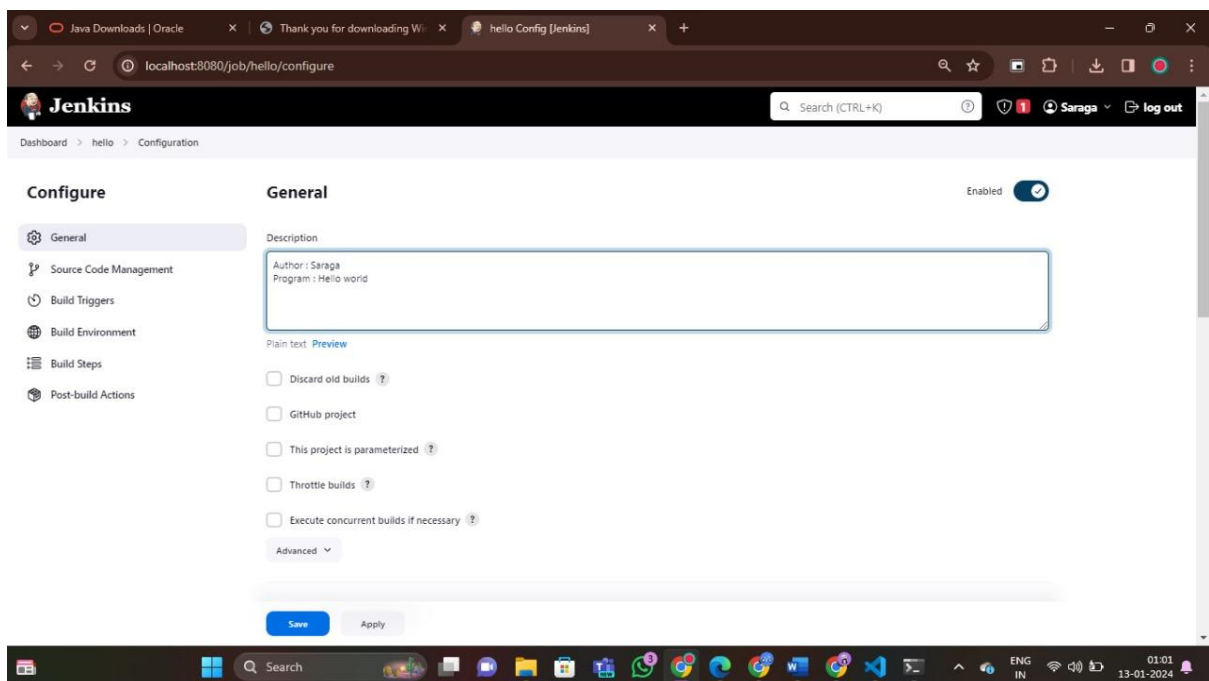 Java Downloads | Oracle
Thank you for downloading Wi
hello Config [Jenkins]
localhost:8080/job/hello/configure
Jenkins
Search (CTRL+K)
?
1
Saraga
log out
Dashboard > hello > Configuration
Configure
General
Enabled
General
Source Code Management
Build Triggers
Build Environment
Build Steps
Post-build Actions
Description
Author : Saraga
Program : Hello world
Plain text Preview
Discard old builds ?
GitHub project
This project is parameterized ?
Throttle builds ?
Execute concurrent builds if necessary ?
Advanced
Save
Apply
Search
3
ENG
IN
01:01
13-01-2024